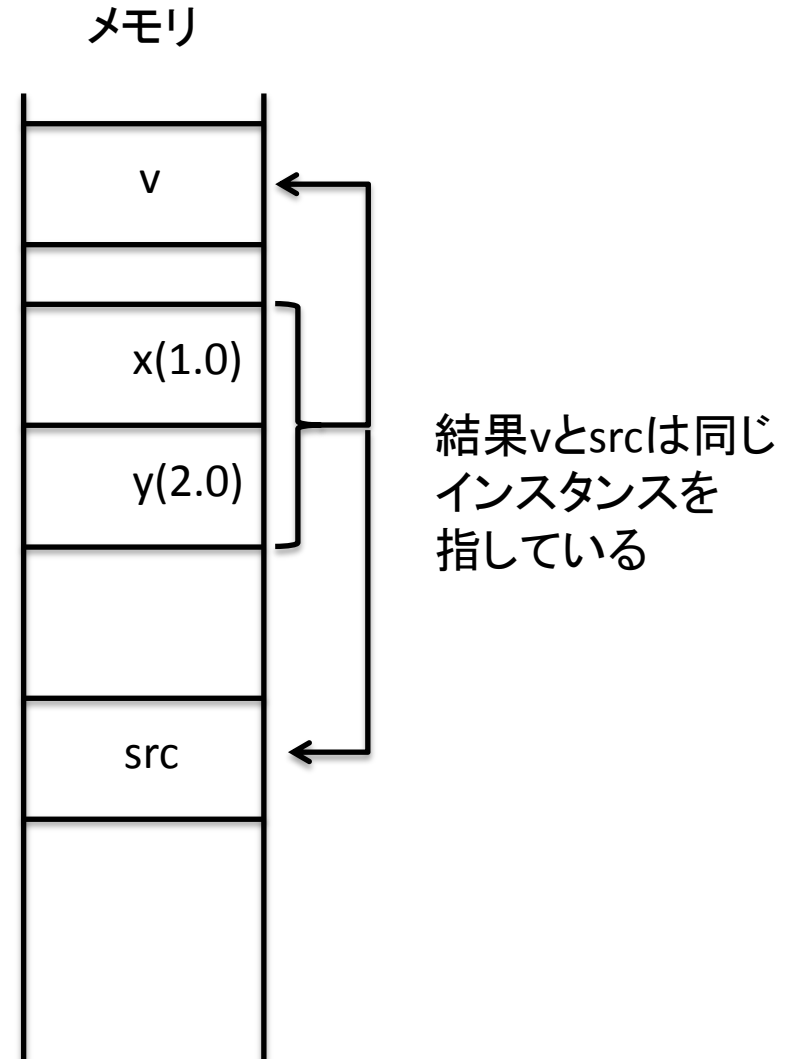 メモリ
v
x(1.0)
y(2.0)
結果vとsrcは同じ
インスタンスを
指している
src